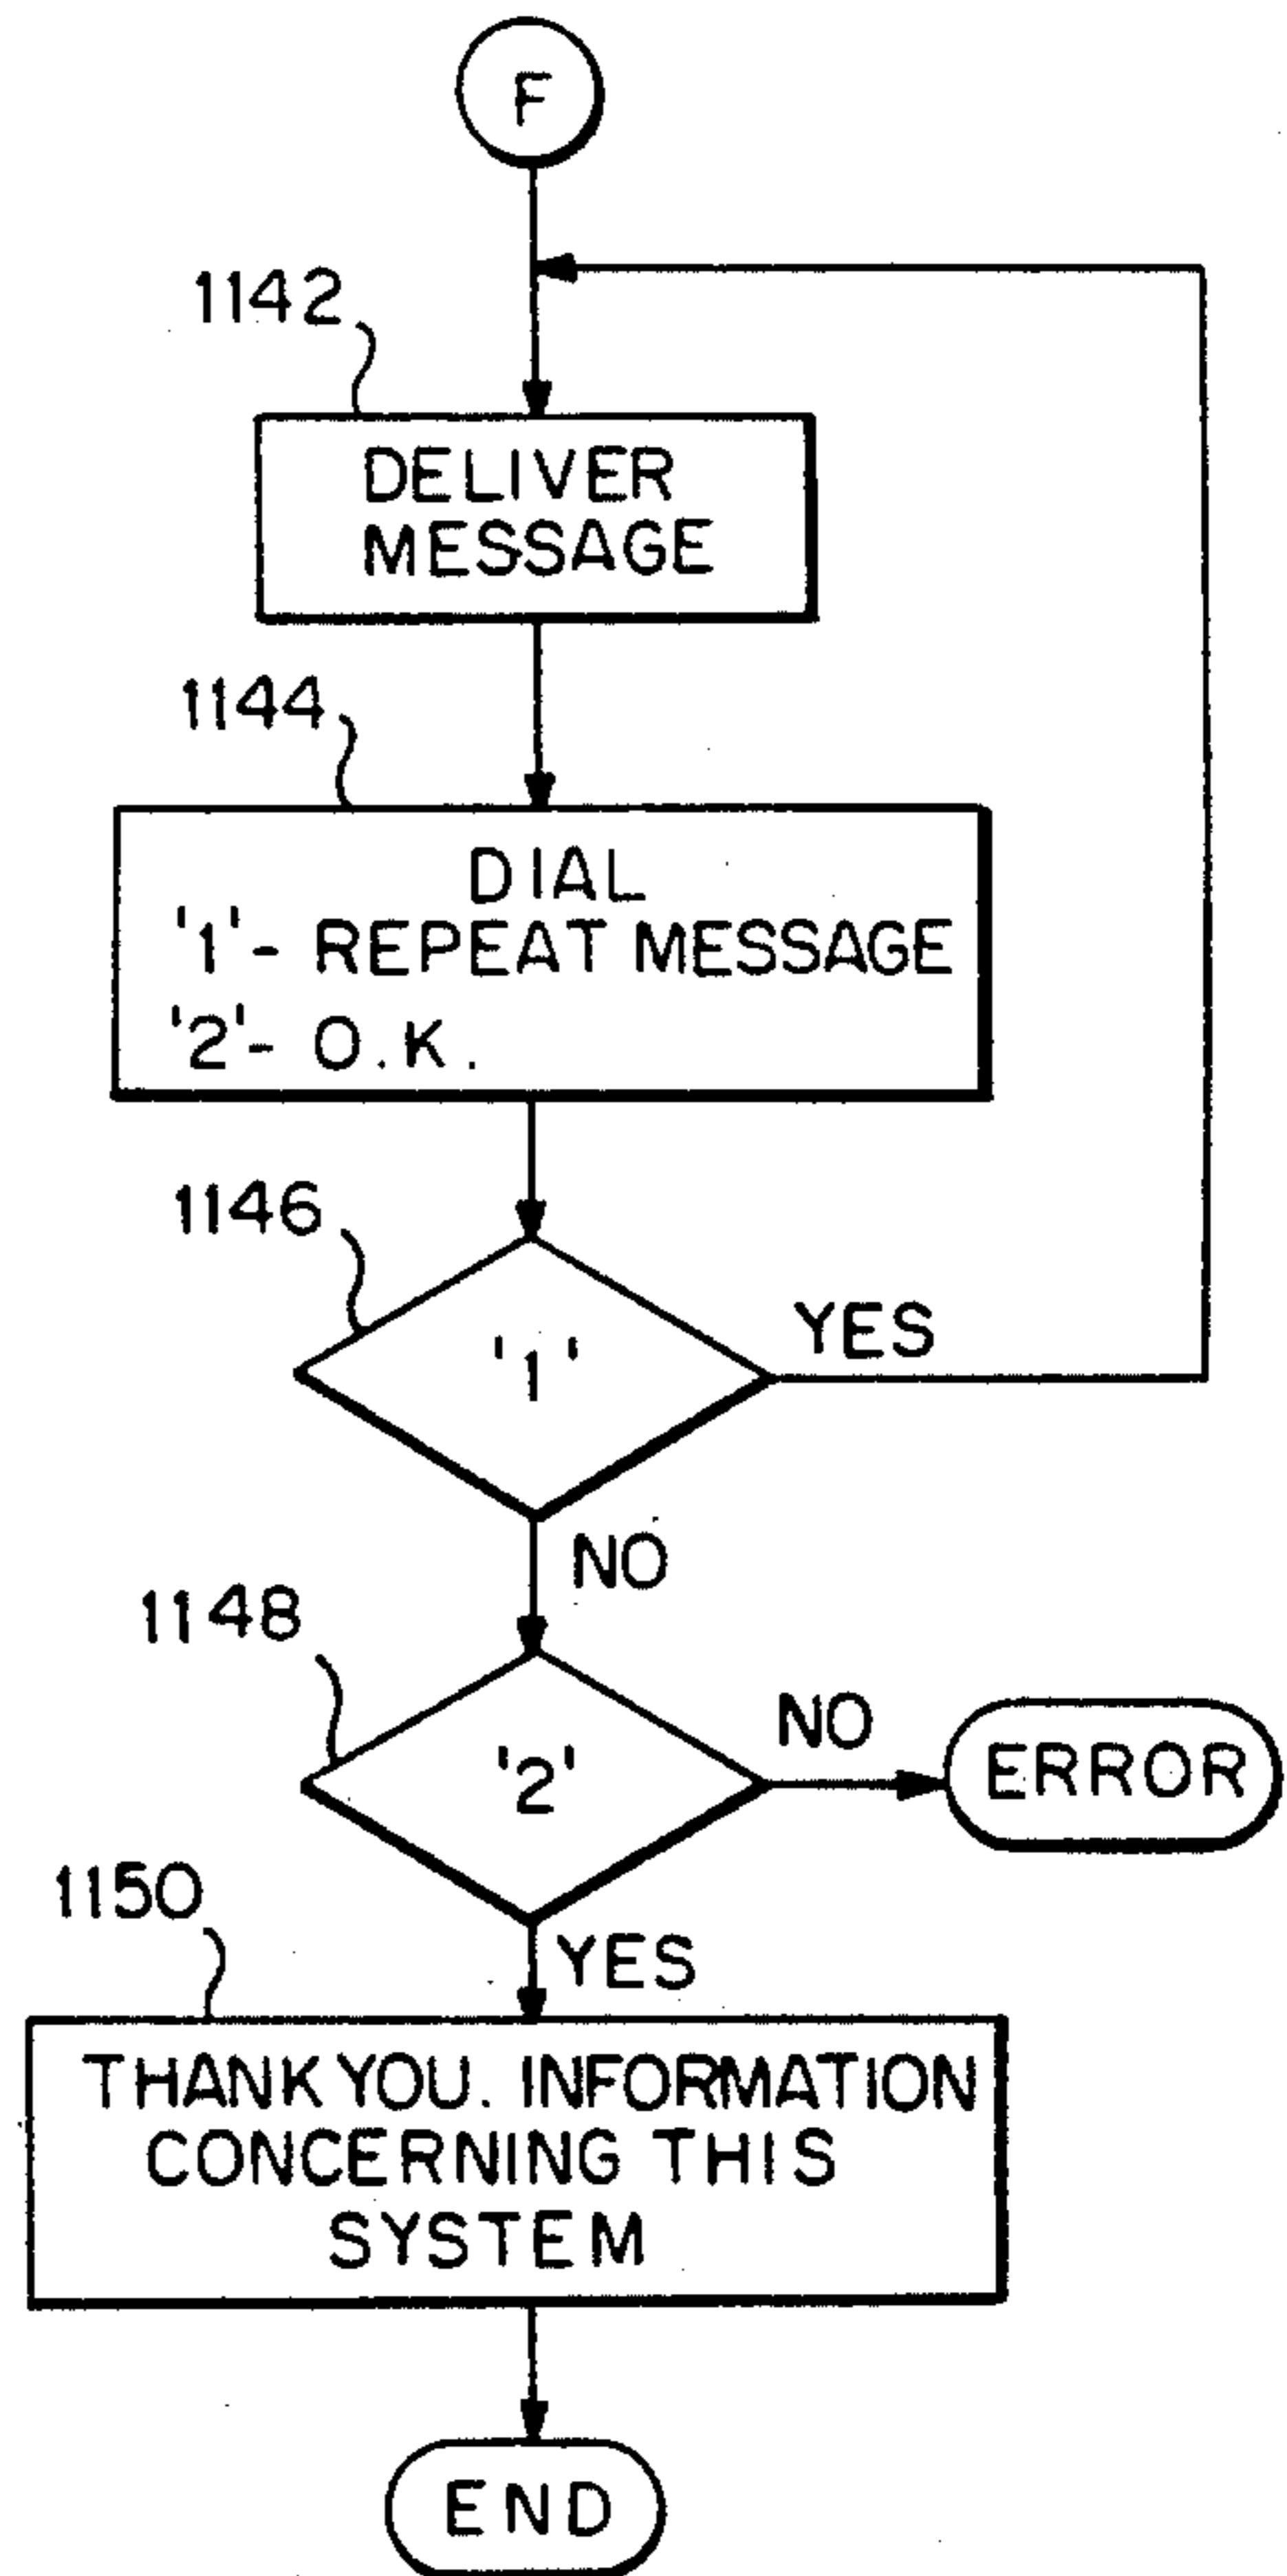 F
1142
DELIVER
MESSAGE
1144
DIAL
'1'- REPEAT MESSAGE
'2'- O.K.
1146
'1'
YES
NO
1148
'2'
NO
ERROR
1150
YES
THANK YOU. INFORMATION
CONCERNING THIS
SYSTEM
END